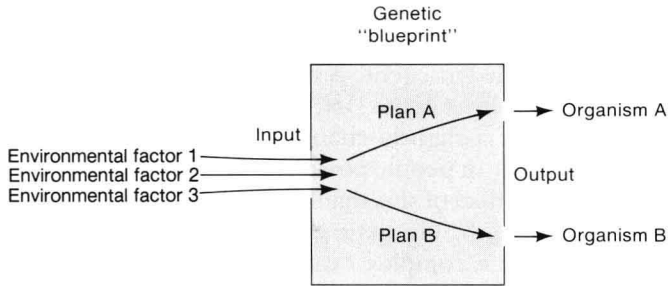 Genetic
"blueprint"
Plan A
Organism A
Input
Environmental factor 1
Environmental factor 2
Environmental factor 3
Output
Plan B
Organism B